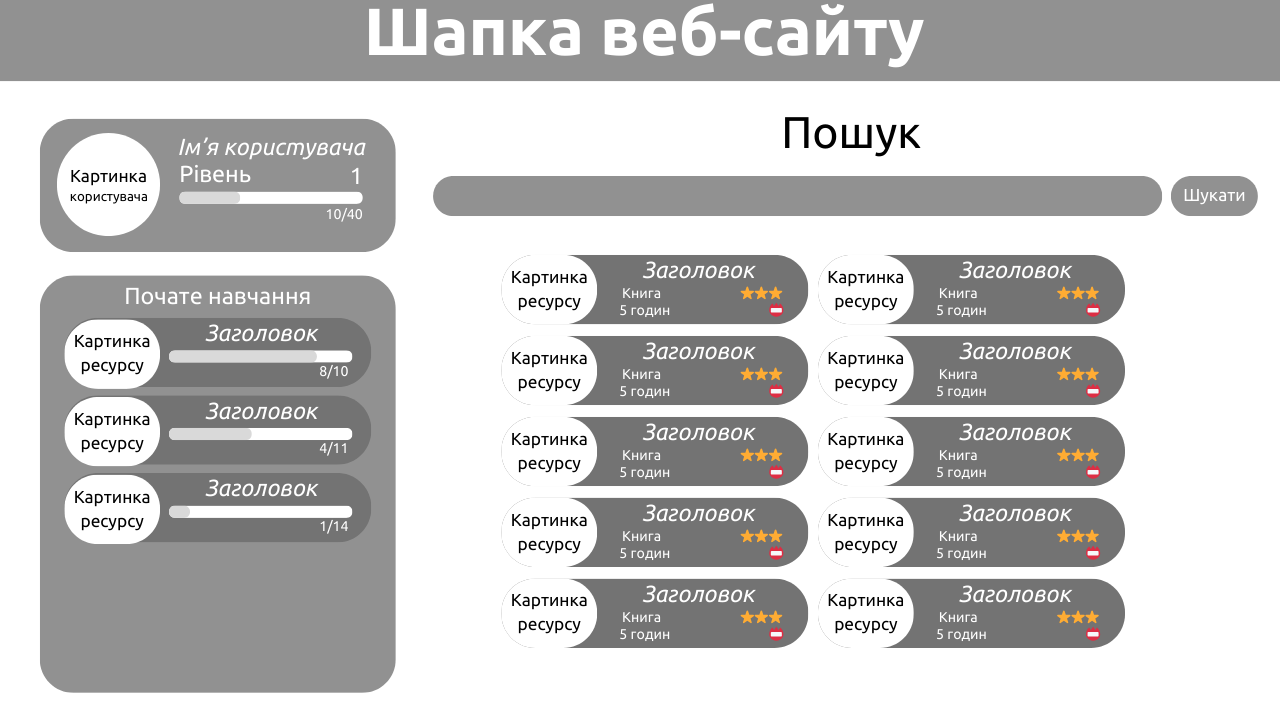 Шапка веб-сайту
Картинка
користувача
Ім’я користувача
Рівень 1
10/40
Почате навчання
Картинка
ресурсу
Заголовок
8/10
Картинка
ресурсу
Заголовок
4/11
Картинка
ресурсу
Заголовок
1/14
Пошук
Шукати
Картинка
ресурсу
Заголовок
Книга
5 годин
Картинка
ресурсу
Заголовок
Книга
5 годин
Картинка
ресурсу
Заголовок
Книга
5 годин
Картинка
ресурсу
Заголовок
Книга
5 годин
Картинка
ресурсу
Заголовок
Книга
5 годин
Картинка
ресурсу
Заголовок
Книга
5 годин
Картинка
ресурсу
Заголовок
Книга
5 годин
Картинка
ресурсу
Заголовок
Книга
5 годин
Картинка
ресурсу
Заголовок
Книга
5 годин
Картинка
ресурсу
Заголовок
Книга
5 годин